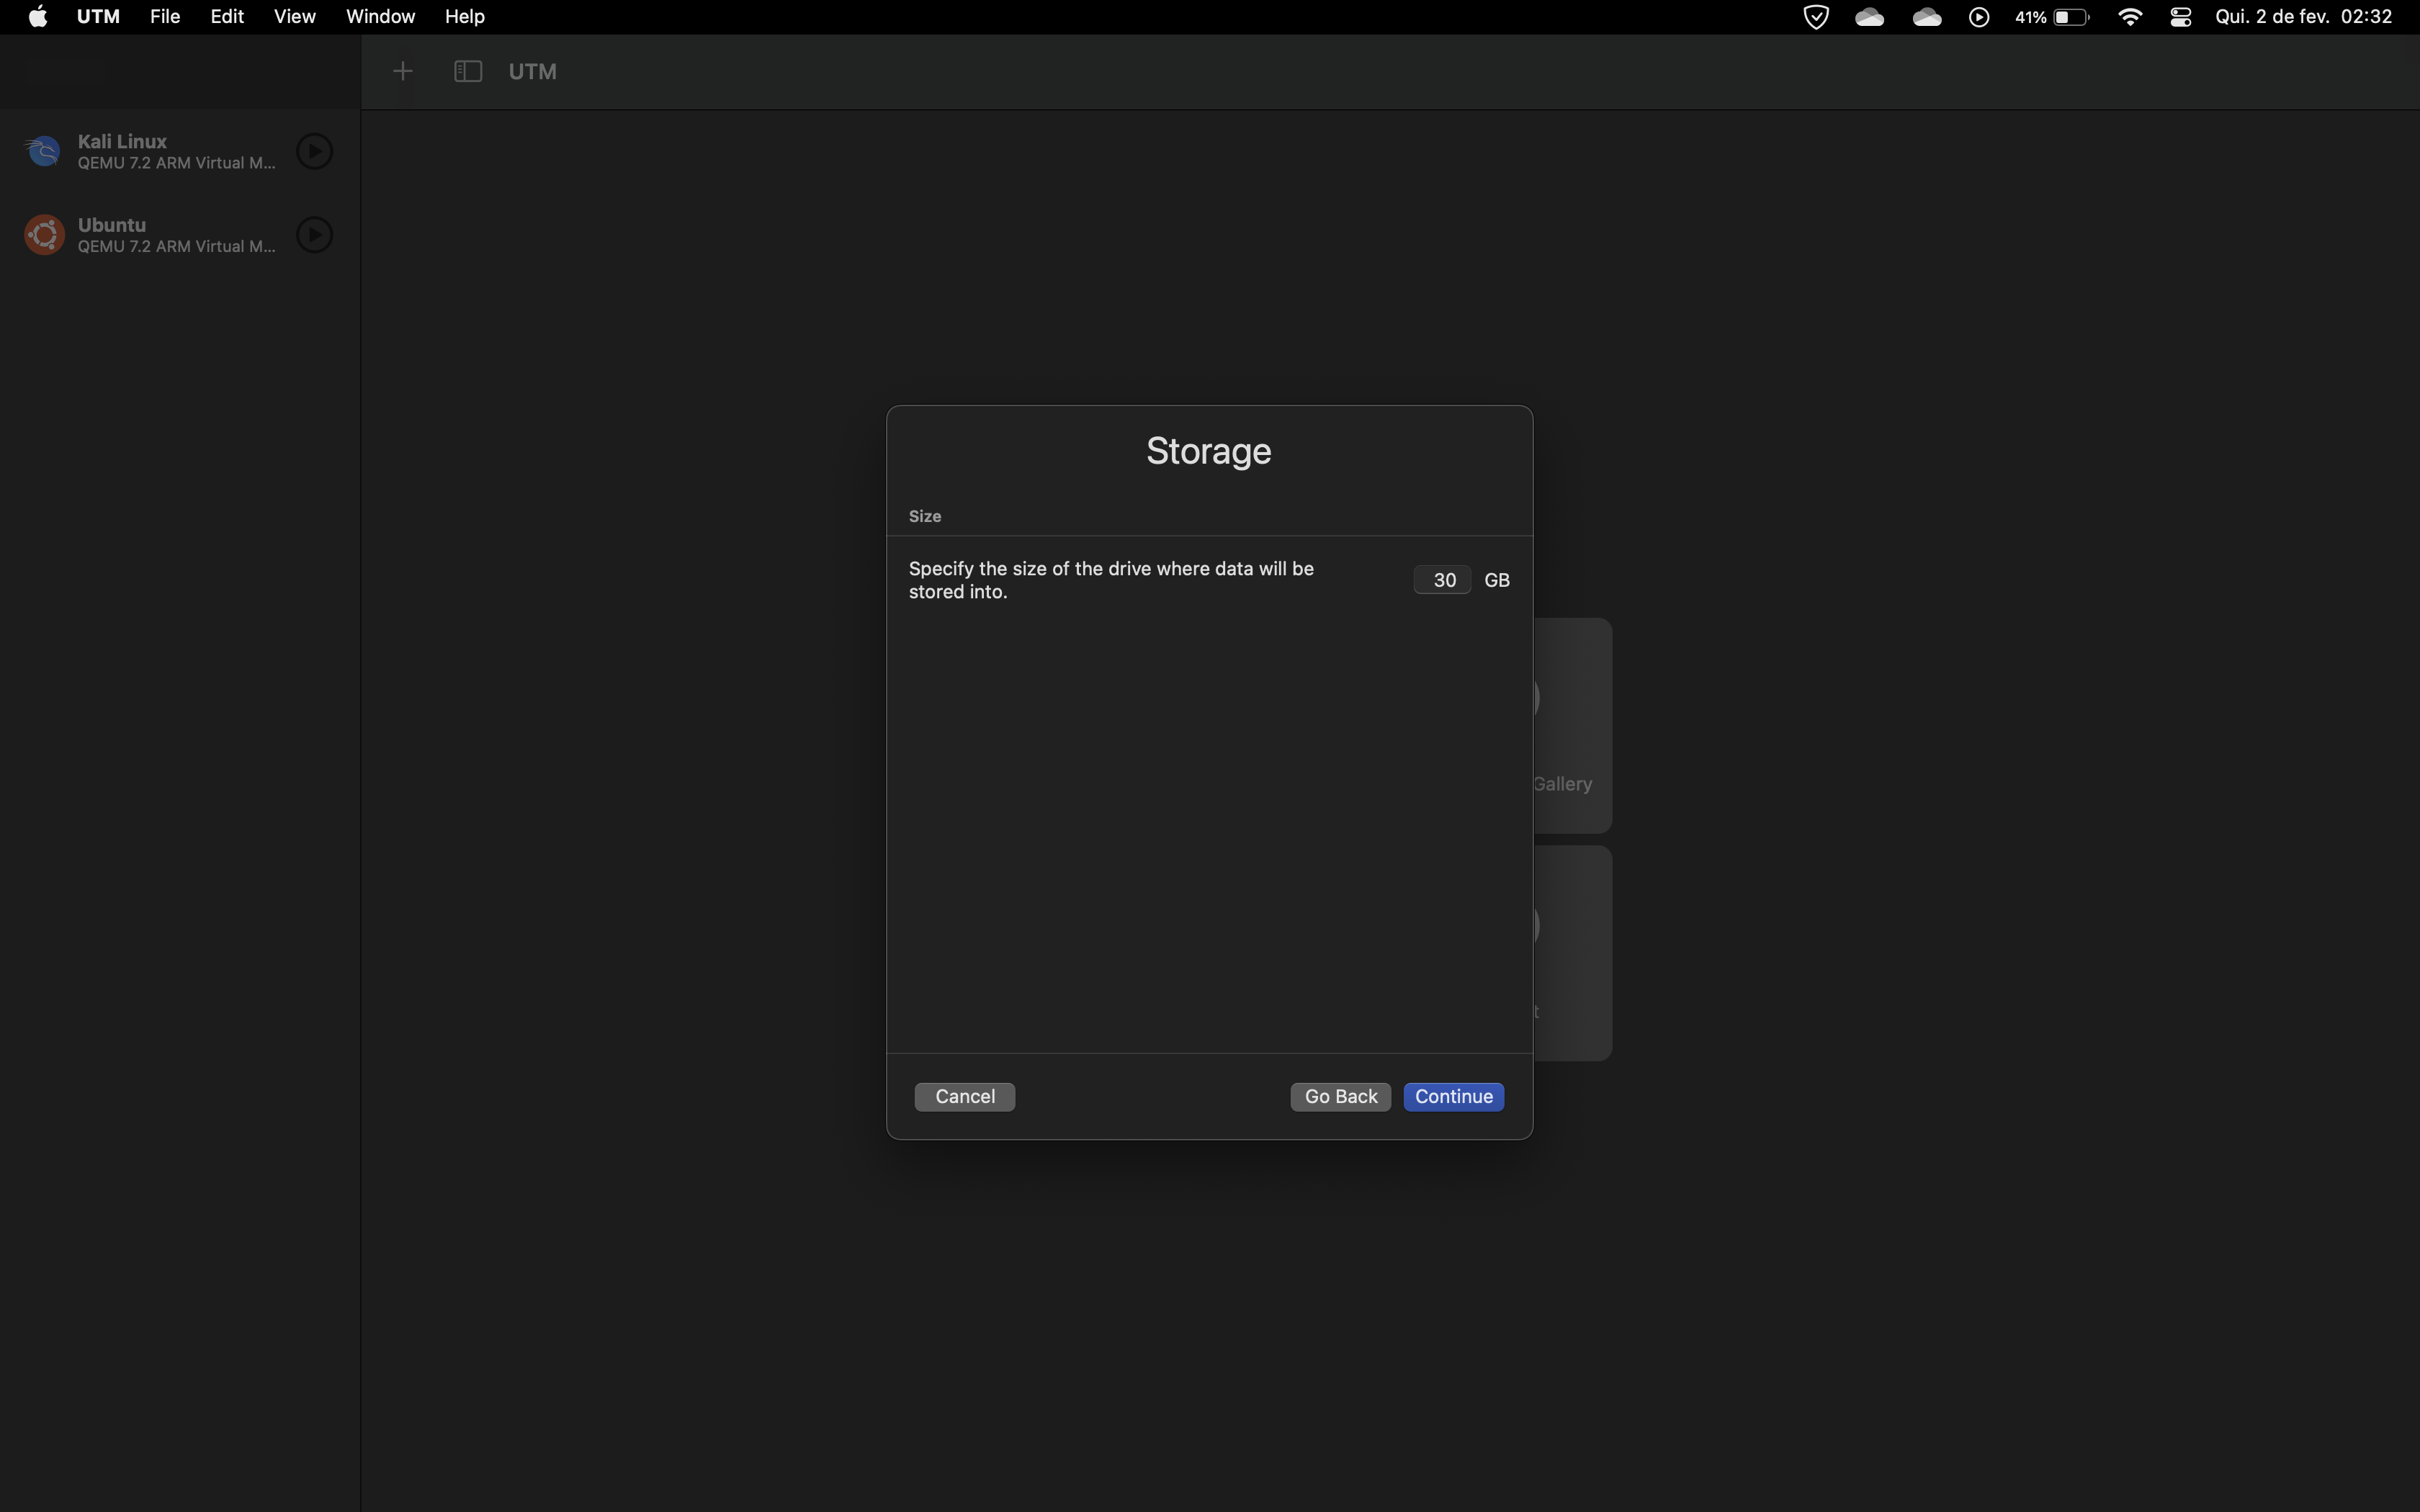 UTM File Edit View Window Help 41% Qui. 2 de fev. 02:32
UTM
Kali Linux
QEMU 7.2 ARM Virtual M...
Ubuntu
QEMU 7.2 ARM Virtual M...
Storage
Size
Specify the size of the drive where data will be
stored into.
30 GB
Gallery
t
Cancel Go Back Continue